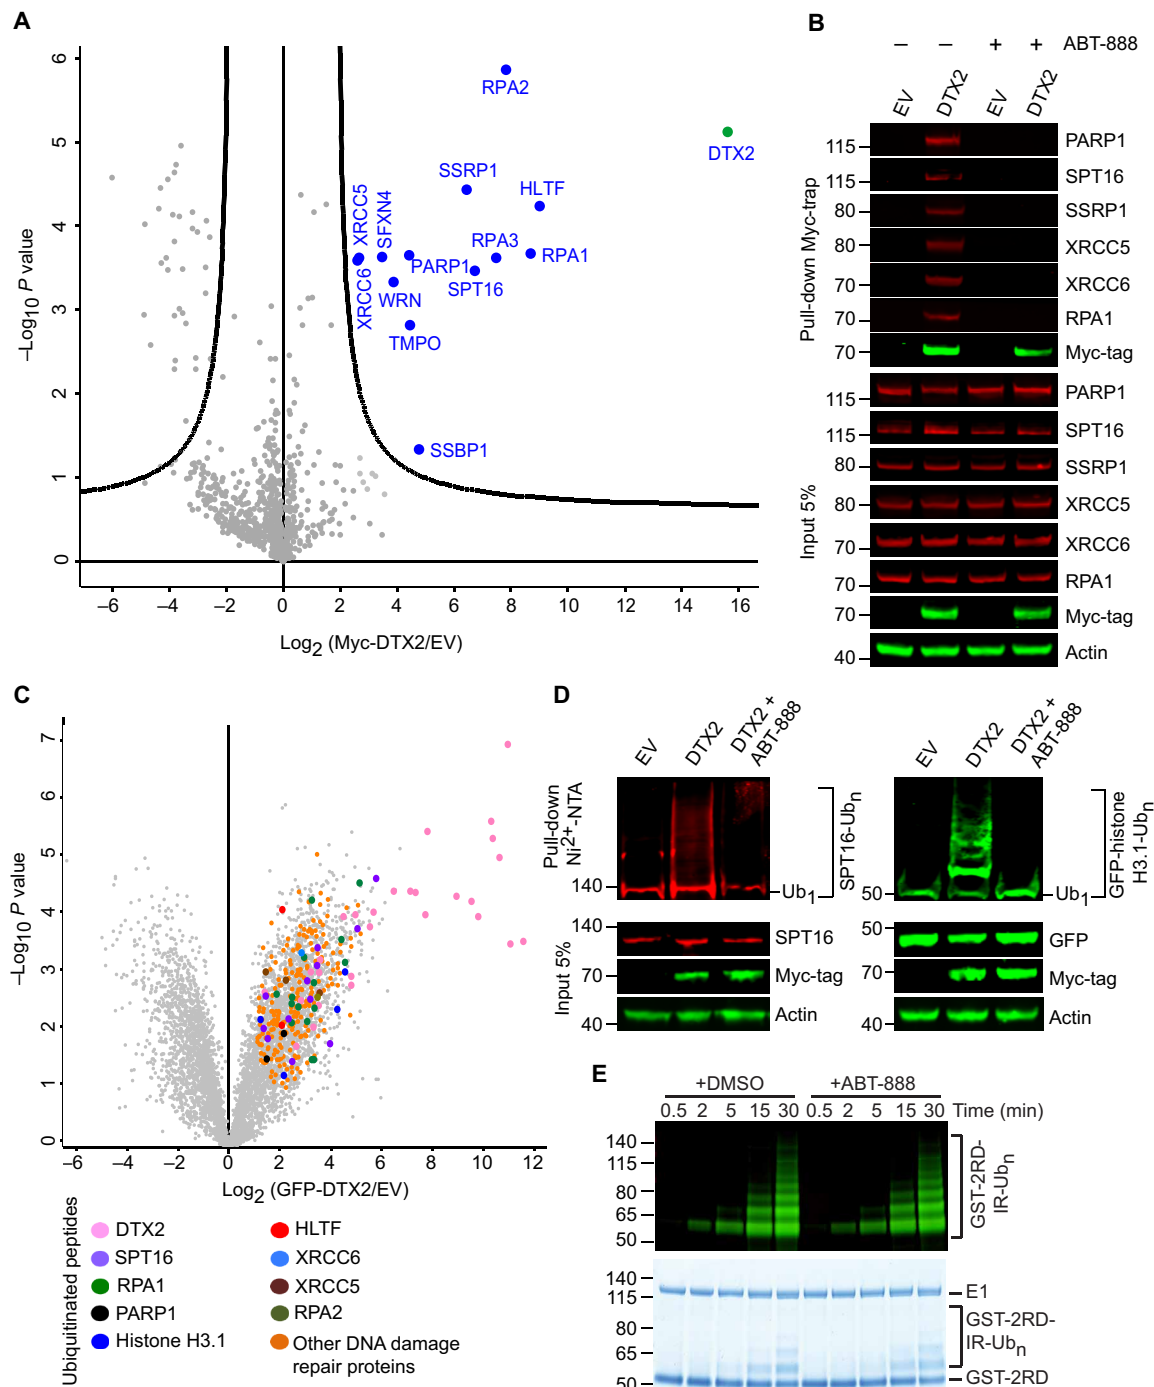 A
–Log10 P value
6
5
4
3
2
1
0
RPA2
DTX2
SSRP1
HLTF
XRCC5
SFXN4
RPA3
RPA1
PARP1
SPT16
XRCC6
WRN
TMPO
SSBP1
–6 –4 –2 0 2 4 6 8 10 12 14 16
Log2 (Myc-DTX2/EV)
B
– – + + ABT-888
EV DTX2 EV DTX2
Pull-down Myc-trap
115 PARP1
115 SPT16
80 SSRP1
80 XRCC5
70 XRCC6
70 RPA1
70 Myc-tag
Input 5%
115 PARP1
115 SPT16
80 SSRP1
80 XRCC5
70 XRCC6
70 RPA1
70 Myc-tag
40 Actin
C
–Log10 P value
7
6
5
4
3
2
1
0
–6 –4 –2 0 2 4 6 8 10 12
Log2 (GFP-DTX2/EV)
Ubiquitinated peptides
DTX2
SPT16
RPA1
PARP1
Histone H3.1
HLTF
XRCC6
XRCC5
RPA2
Other DNA damage
repair proteins
D
EV DTX2 DTX2 +
ABT-888
Pull-down
Ni2+-NTA
140 Ub1
SPT16-Ubn
Input 5%
140 SPT16
70 Myc-tag
40 Actin
EV DTX2 DTX2 +
ABT-888
50 Ub1
GFP-histone
H3.1-Ubn
50 GFP
70 Myc-tag
40 Actin
E
+DMSO +ABT-888
0.5 2 5 15 30 0.5 2 5 15 30 Time (min)
140
115
80
65
50
GST-2RD-
IR-Ubn
140
115
80
65
50
E1
GST-2RD-
IR-Ubn
GST-2RD